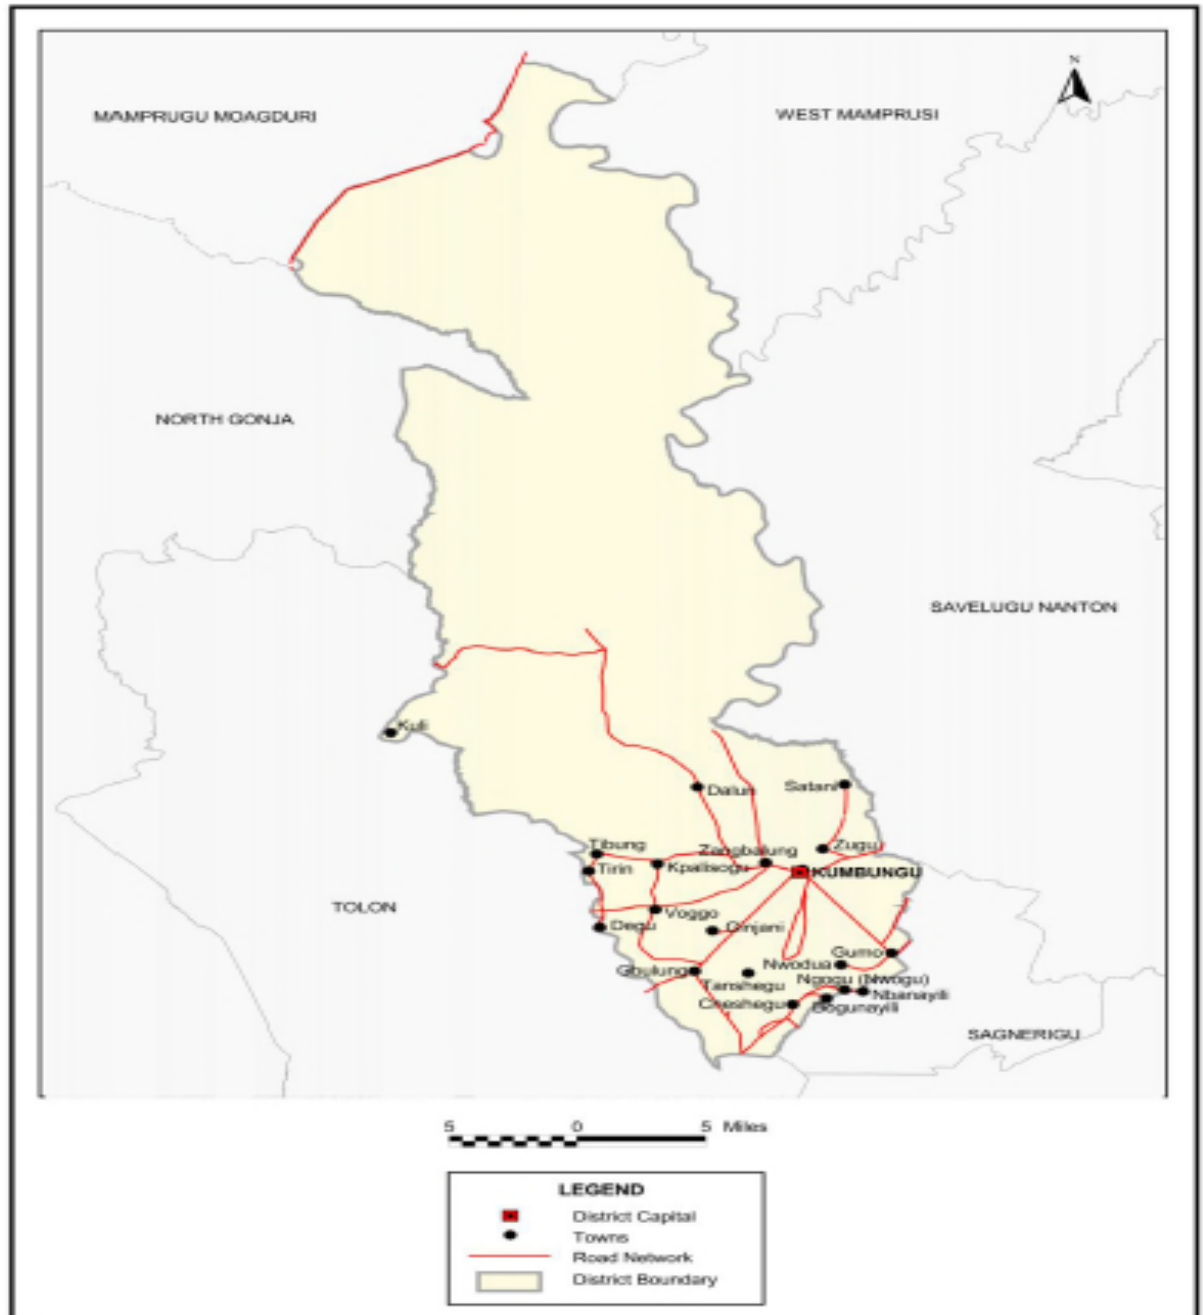 N
MAMPRUGU MOAGDURI
WEST MAMPRUSI
NORTH GONJA
SAVELUGU NANTON
Kuli
Dalun
Satani
Tibung
Zangbalung
Zugu
Tirin
Kpalisogu
KUMBUNGU
TOLON
Voggo
Degu
Ginjani
Gumo
Gbulung
Nwodua
Tanshegu
Ngogu (Nwogu)
Nbanayili
Cheshegu
Gogunayili
SAGNERIGU
5 0 5 Miles
LEGEND
District Capital
Towns
Road Network
District Boundary